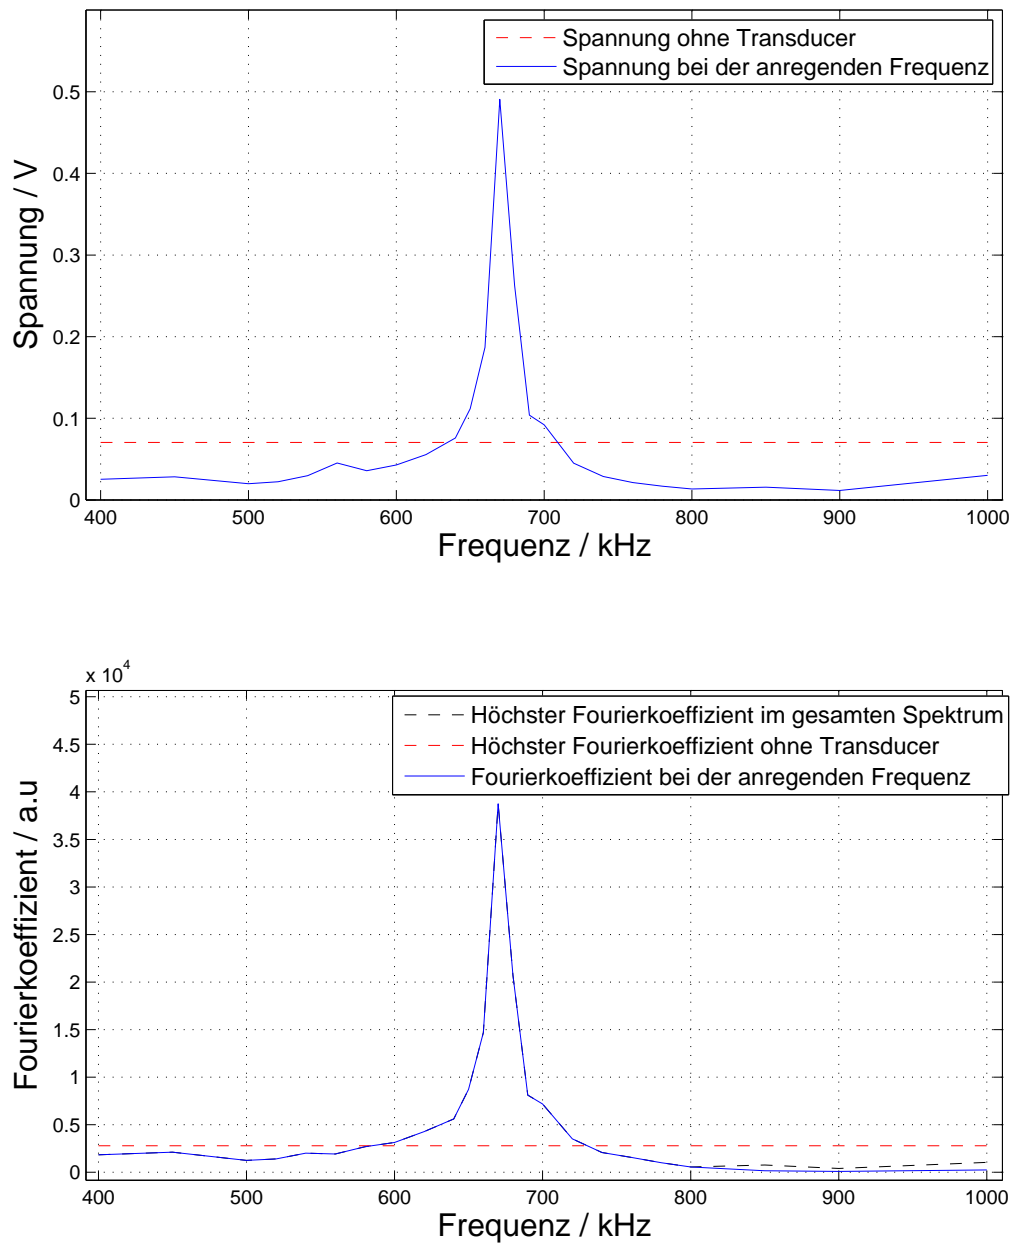 Spannung ohne Transducer
Spannung bei der anregenden Frequenz
0.5
0.4
0.3
0.2
0.1
0
Spannung / V
400 500 600 700 800 900 1000
Frequenz / kHz
x 10^4
Höchster Fourierkoeffizient im gesamten Spektrum
Höchster Fourierkoeffizient ohne Transducer
Fourierkoeffizient bei der anregenden Frequenz
5
4.5
4
3.5
3
2.5
2
1.5
1
0.5
0
Fourierkoeffizient / a.u
400 500 600 700 800 900 1000
Frequenz / kHz